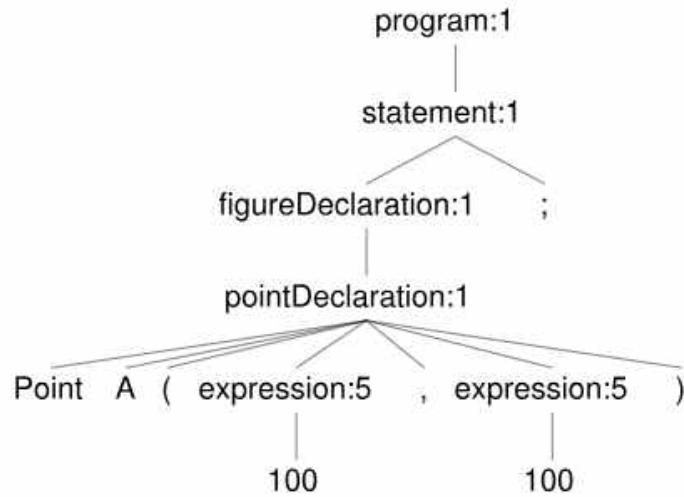 program:1
statement:1
figureDeclaration:1 ;
pointDeclaration:1
Point A ( expression:5 , expression:5 )
100 100